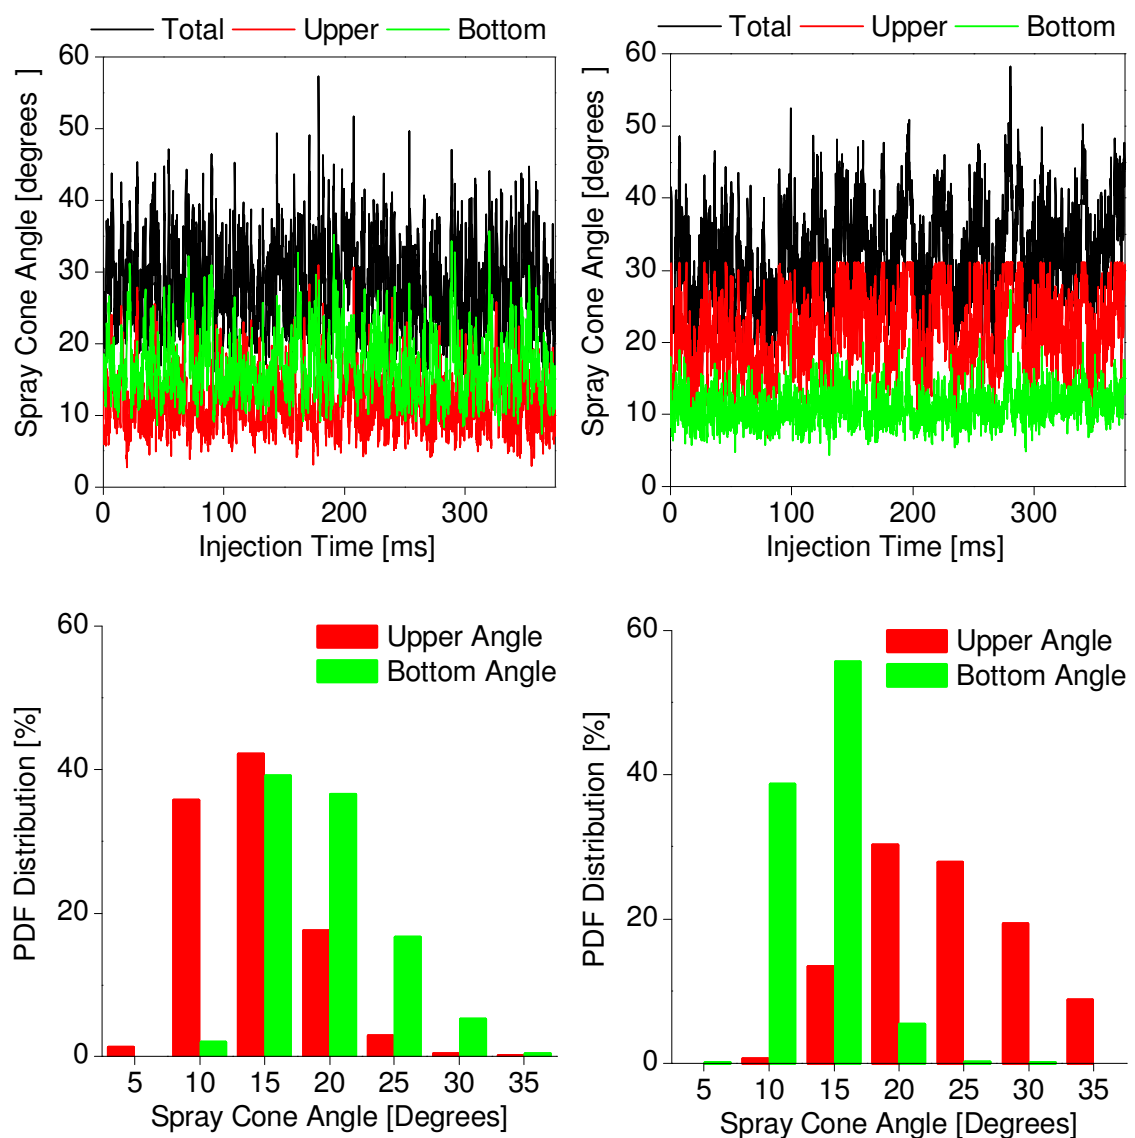 Total Upper Bottom
60
50
40
30
20
10
0
Spray Cone Angle [degrees ]
0 100 200 300
Injection Time [ms]
Total Upper Bottom
60
50
40
30
20
10
0
Spray Cone Angle [degrees ]
0 100 200 300
Injection Time [ms]
60
40
20
0
PDF Distribution [%]
Upper Angle
Bottom Angle
5 10 15 20 25 30 35
Spray Cone Angle [Degrees]
60
40
20
0
PDF Distribution [%]
Upper Angle
Bottom Angle
5 10 15 20 25 30 35
Spray Cone Angle [Degrees]